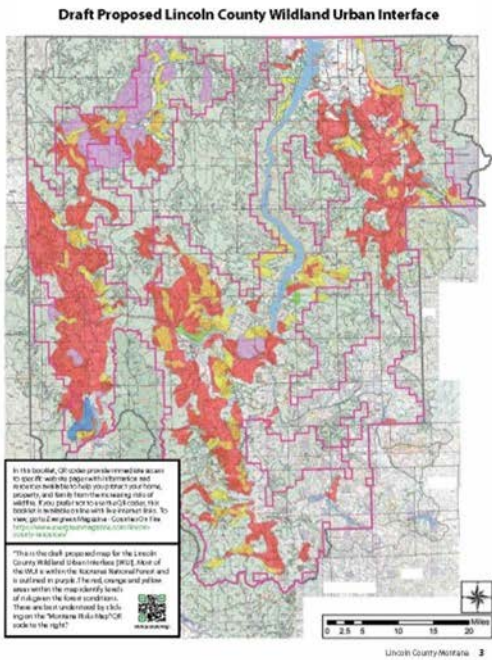 Draft Proposed Lincoln County Wildland Urban Interface
In this booklet, QR codes provide immediate access
to specific website pages with information and
resources available to help you protect your home,
property, and family from the increasing risks of
wildfire. If you prefer not to use the QR codes, this
booklet is available online with live internet links. To
view, go to Evergreen Magazine - Counties On Fire
"This is the draft proposed map for the Lincoln
County Wildland Urban Interface (WUI). Most of
the WUI is within the Kootenai National Forest and
is outlined in purple. The red, orange and yellow
areas within the map identify levels
of risk given the forest conditions.
These are best understood by click-
ing on the "Montana Risk Map" QR
code to the right."
Miles
0 2.5 5 10 15 20
Lincoln County Montana 3